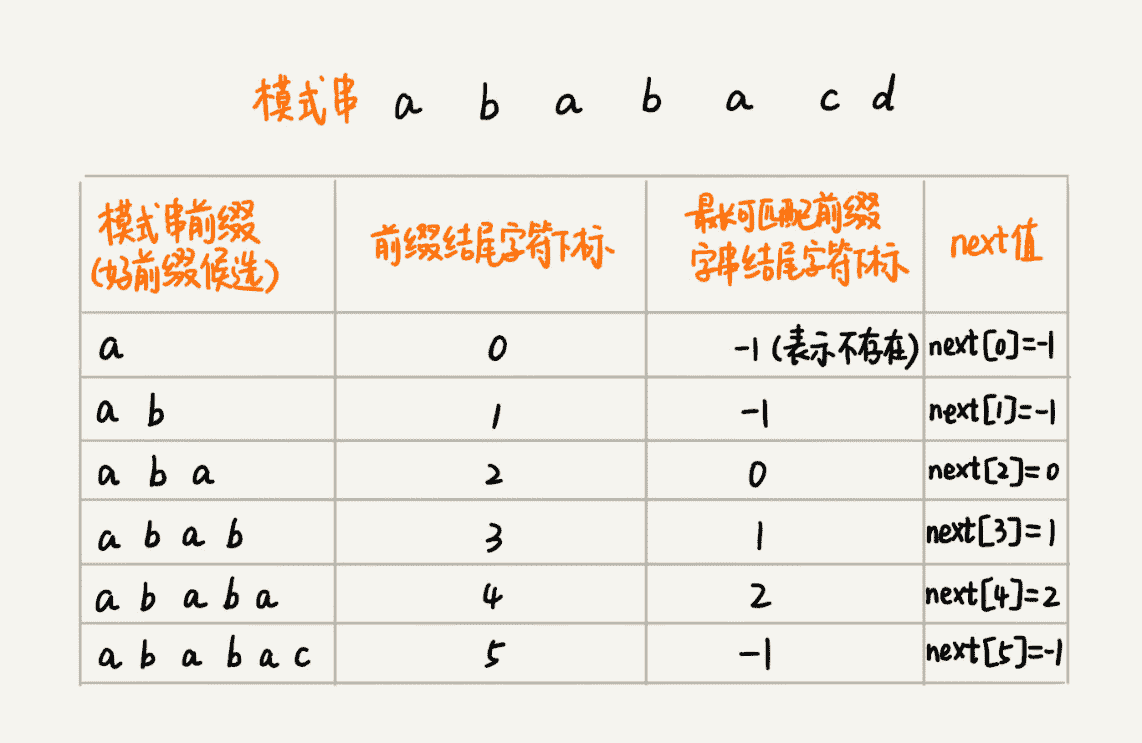 模式串 a b a b a c d
模式串前缀 前缀结尾字符下标 最长可匹配前缀 next值
(好前缀候选) 字串结尾字符下标
a 0 -1(表示不存在) next[0]=-1
a b 1 -1 next[1]=-1
a b a 2 0 next[2]=0
a b a b 3 1 next[3]=1
a b a b a 4 2 next[4]=2
a b a b a c 5 -1 next[5]=-1